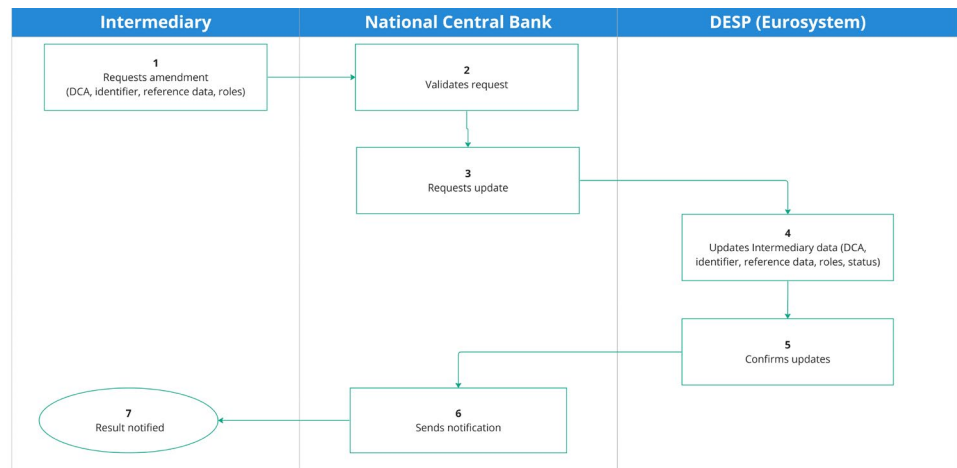 Intermediary
National Central Bank
DESP (Eurosystem)
1
Requests amendment
(DCA, identifier, reference data, roles)
2
Validates request
3
Requests update
4
Updates Intermediary data (DCA,
identifier, reference data, roles, status)
5
Confirms updates
6
Sends notification
7
Result notified